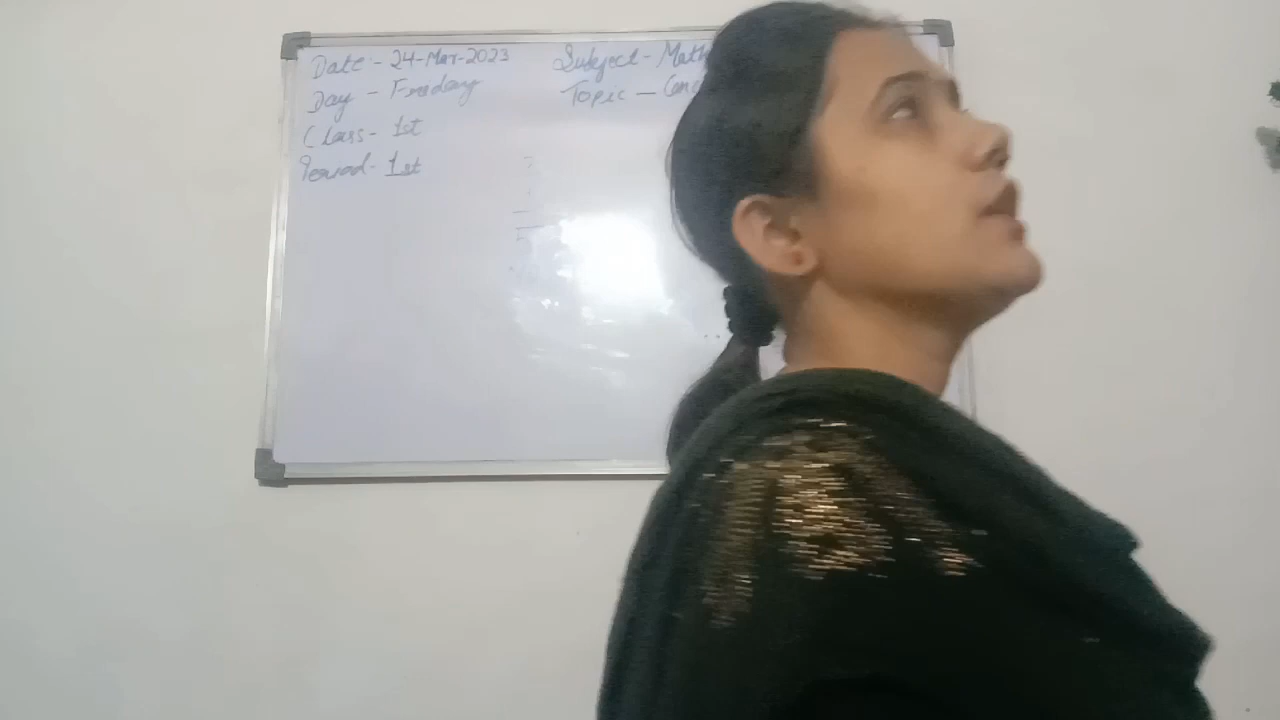 Date:- 24-Mar-2023 Subject- Math
Day - Friday Topic -
Class- 1st
Period- 1st